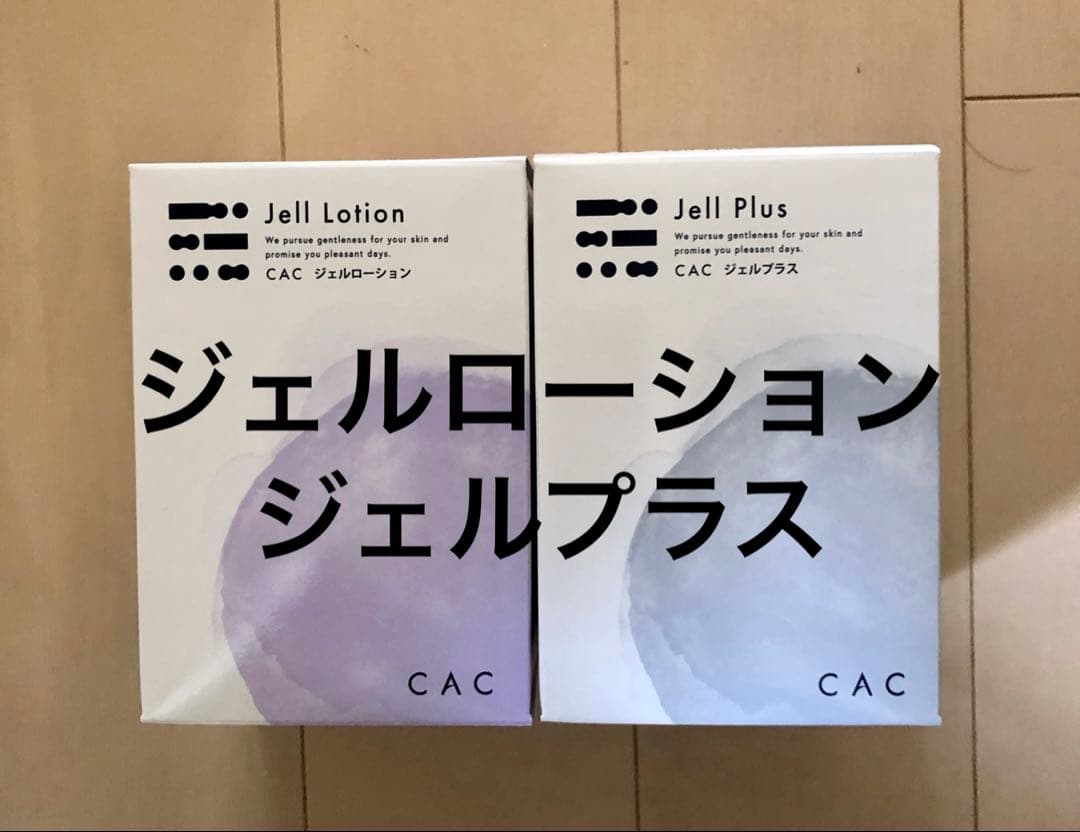 Jell Lotion
We pursue gentleness for your skin and
promise you pleasant days.
CAC ジェルローション
Jell Plus
We pursue gentleness for your skin and
promise you pleasant days.
CAC ジェルプラス
ジェルローション
ジェルプラス
CAC
CAC